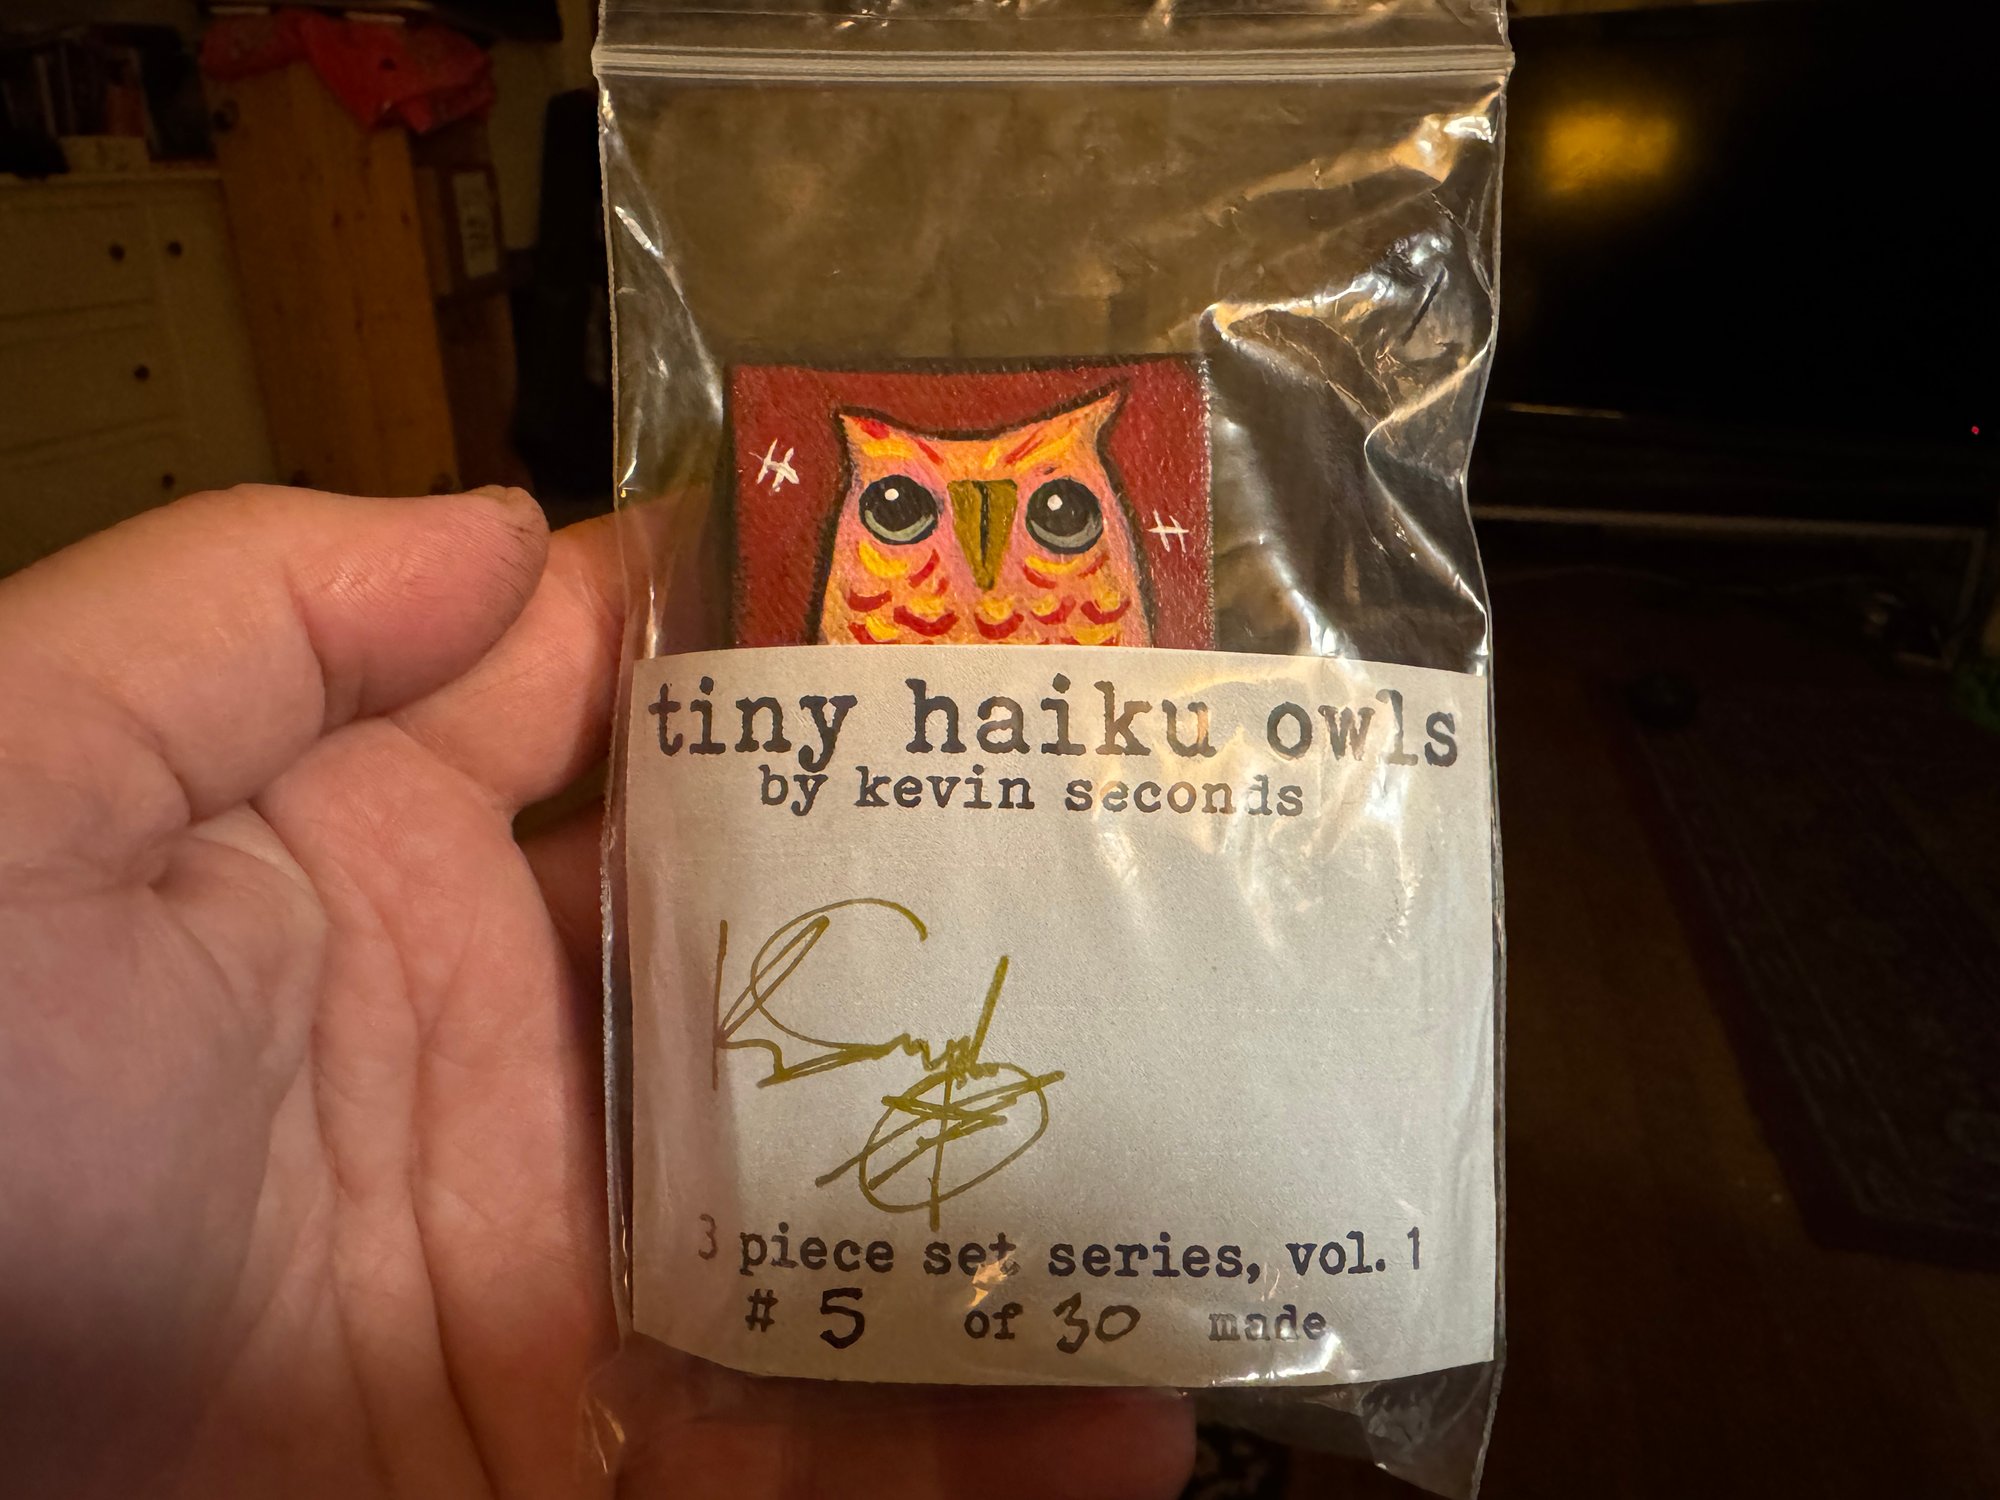 tiny haiku owls
by kevin seconds
3 piece set series, vol. 1
# 5 of 30 made